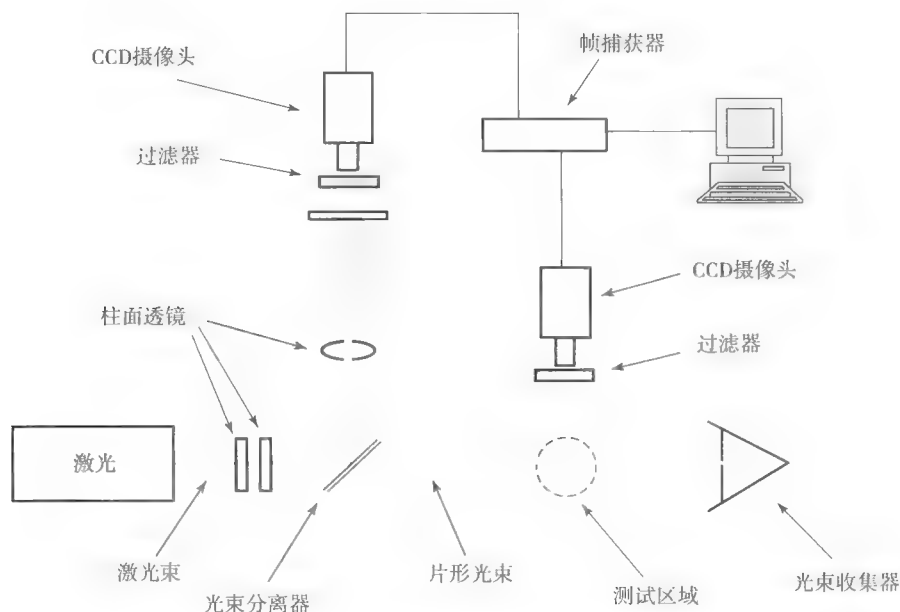 帧捕获器
CCD摄像头
过滤器
CCD摄像头
柱面透镜
过滤器
激光
激光束
光束分离器
片形光束
测试区域
光束收集器